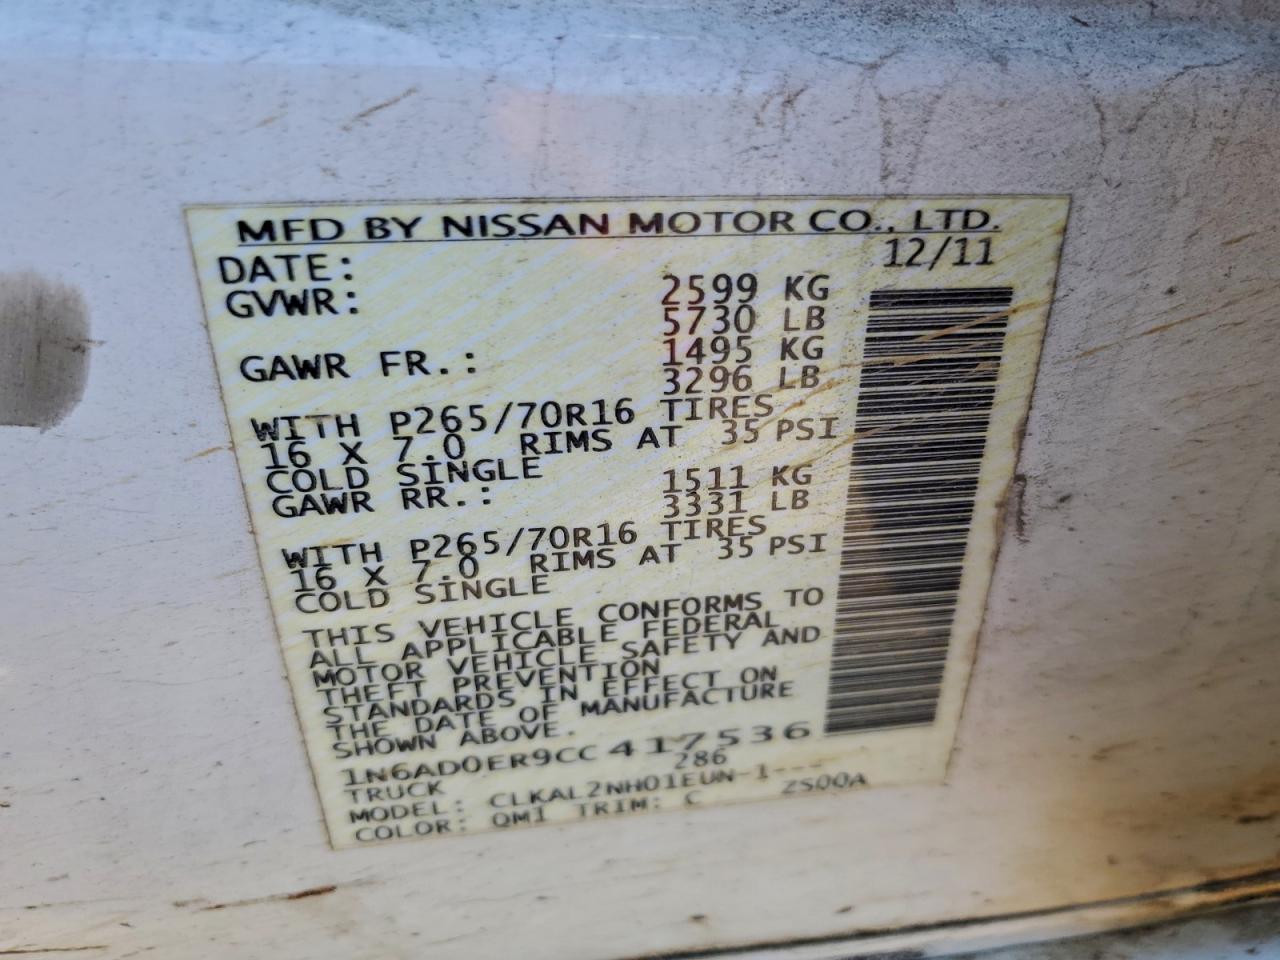 MFD BY NISSAN MOTOR CO., LTD.
DATE: 12/11
GVWR: 2599 KG
5730 LB
GAWR FR.: 1495 KG
3296 LB
WITH P265/70R16 TIRES
16 X 7.0 RIMS AT 35 PSI
COLD SINGLE
GAWR RR.: 1511 KG
3331 LB
WITH P265/70R16 TIRES
16 X 7.0 RIMS AT 35 PSI
COLD SINGLE
THIS VEHICLE CONFORMS TO
ALL APPLICABLE FEDERAL
MOTOR VEHICLE SAFETY AND
THEFT PREVENTION
STANDARDS IN EFFECT ON
THE DATE OF MANUFACTURE
SHOWN ABOVE.
1N6AD0ER9CC417536
TRUCK 286
MODEL: CLKAL2NH01EUN-1---
COLOR: QM1 TRIM: C ZS00A